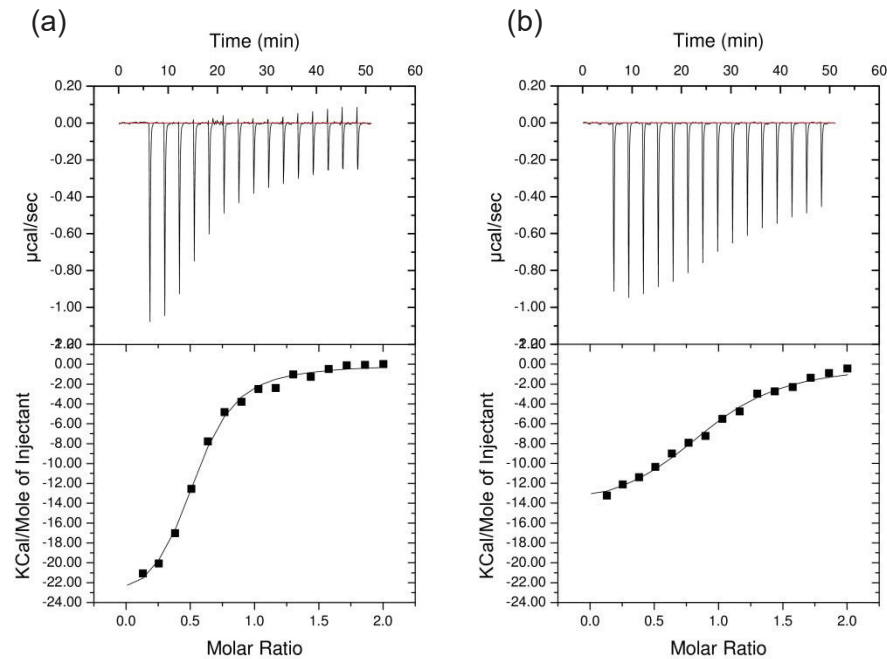 (a)
Time (min)
0 10 20 30 40 50 60
0.20
0.00
-0.20
-0.40
-0.60
-0.80
-1.00
µcal/sec
0.00
-2.00
-4.00
-6.00
-8.00
-10.00
-12.00
-14.00
-16.00
-18.00
-20.00
-22.00
-24.00
KCal/Mole of Injectant
0.0 0.5 1.0 1.5 2.0
Molar Ratio
(b)
Time (min)
0 10 20 30 40 50 60
0.20
0.00
-0.20
-0.40
-0.60
-0.80
-1.00
µcal/sec
0.00
-2.00
-4.00
-6.00
-8.00
-10.00
-12.00
-14.00
-16.00
-18.00
-20.00
-22.00
-24.00
KCal/Mole of Injectant
0.0 0.5 1.0 1.5 2.0
Molar Ratio